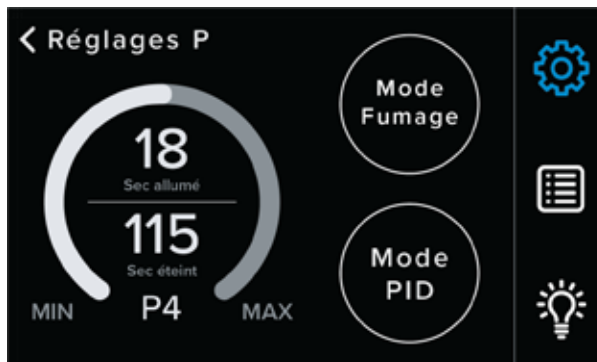 Réglages P
18
Sec allumé
115
Sec éteint
MIN
P4
MAX
Mode
Fumage
Mode
PID